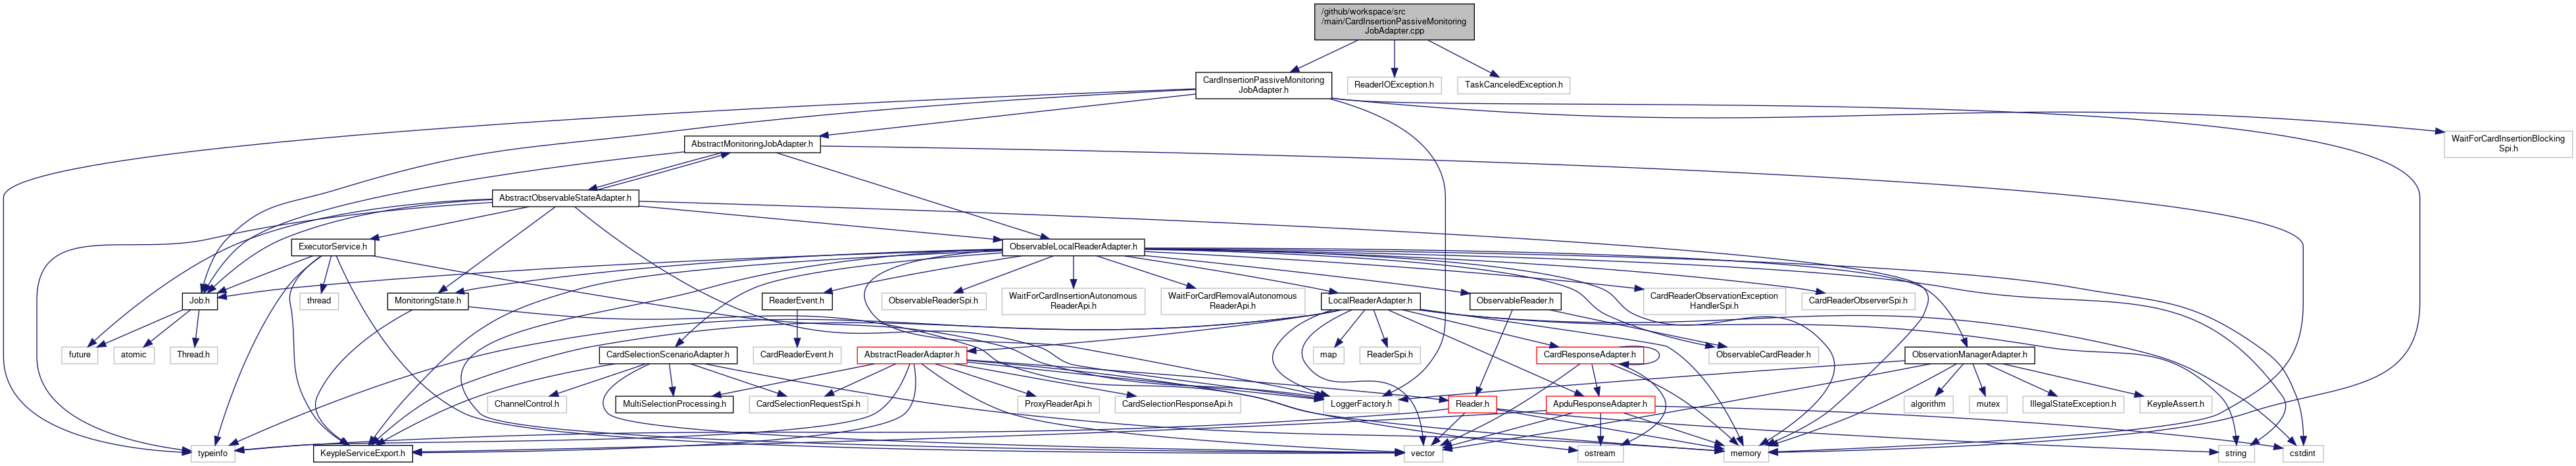 /github/workspace/src
/main/CardInsertionPassiveMonitoring
JobAdapter.cpp
CardInsertionPassiveMonitoring
JobAdapter.h
ReaderIOException.h
TaskCanceledException.h
AbstractMonitoringJobAdapter.h
WaitForCardInsertionBlocking
Spi.h
AbstractObservableStateAdapter.h
ExecutorService.h
ObservableLocalReaderAdapter.h
Job.h
thread
MonitoringState.h
ReaderEvent.h
ObservableReaderSpi.h
WaitForCardInsertionAutonomous
ReaderApi.h
WaitForCardRemovalAutonomous
ReaderApi.h
LocalReaderAdapter.h
ObservableReader.h
CardReaderObservationException
HandlerSpi.h
CardReaderObserverSpi.h
future
atomic
Thread.h
CardSelectionScenarioAdapter.h
CardReaderEvent.h
AbstractReaderAdapter.h
map
ReaderSpi.h
CardResponseAdapter.h
ObservableCardReader.h
ObservationManagerAdapter.h
ChannelControl.h
MultiSelectionProcessing.h
CardSelectionRequestSpi.h
ProxyReaderApi.h
CardSelectionResponseApi.h
LoggerFactory.h
Reader.h
ApduResponseAdapter.h
algorithm
mutex
IllegalStateException.h
KeypleAssert.h
typeinfo
KeypleServiceExport.h
vector
ostream
memory
string
cstdint